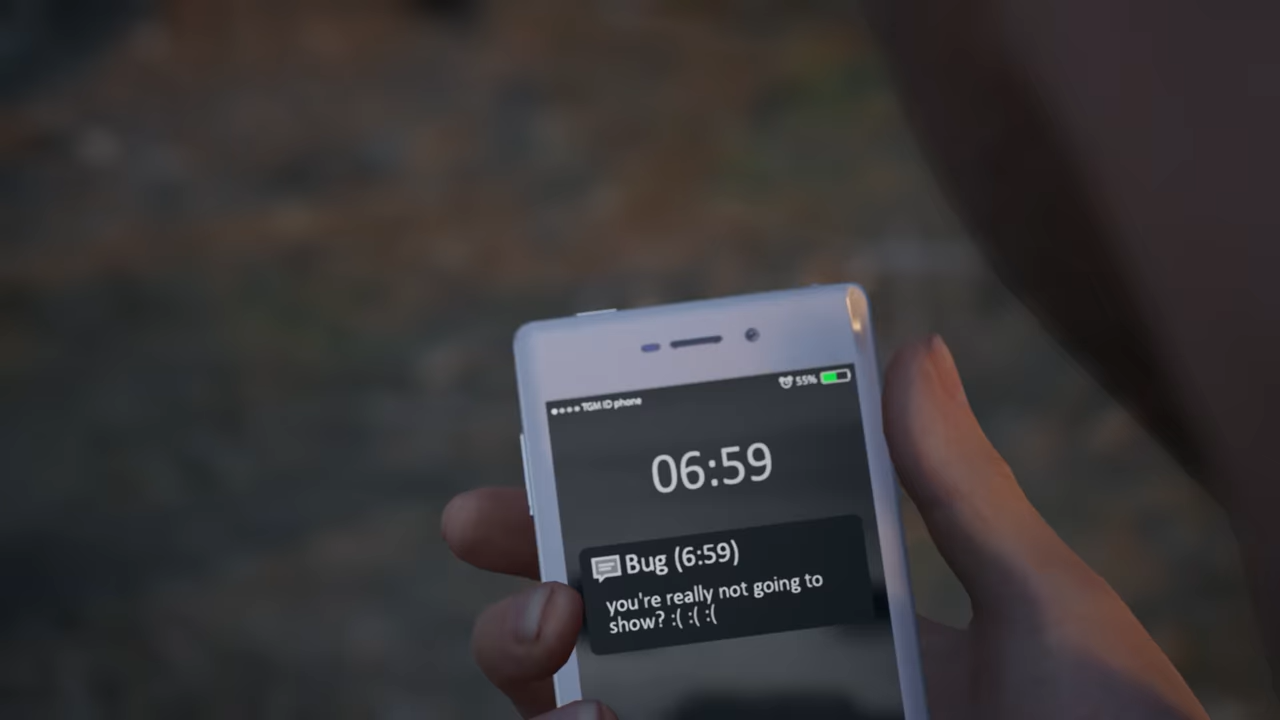 TGM ID phone 55%
06:59
Bug (6:59)
you're really not going to
show? :( :( :(